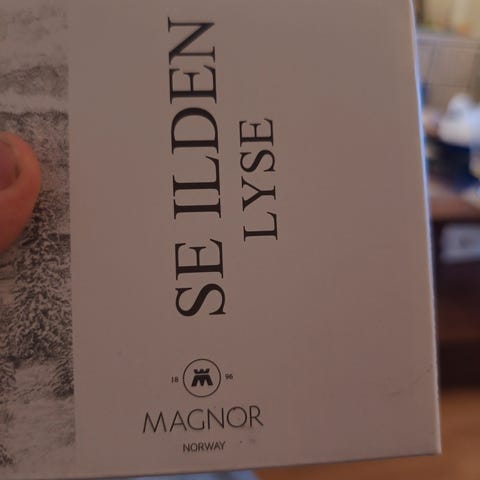 SE ILDEN
LYSE
18 96
MAGNOR
NORWAY